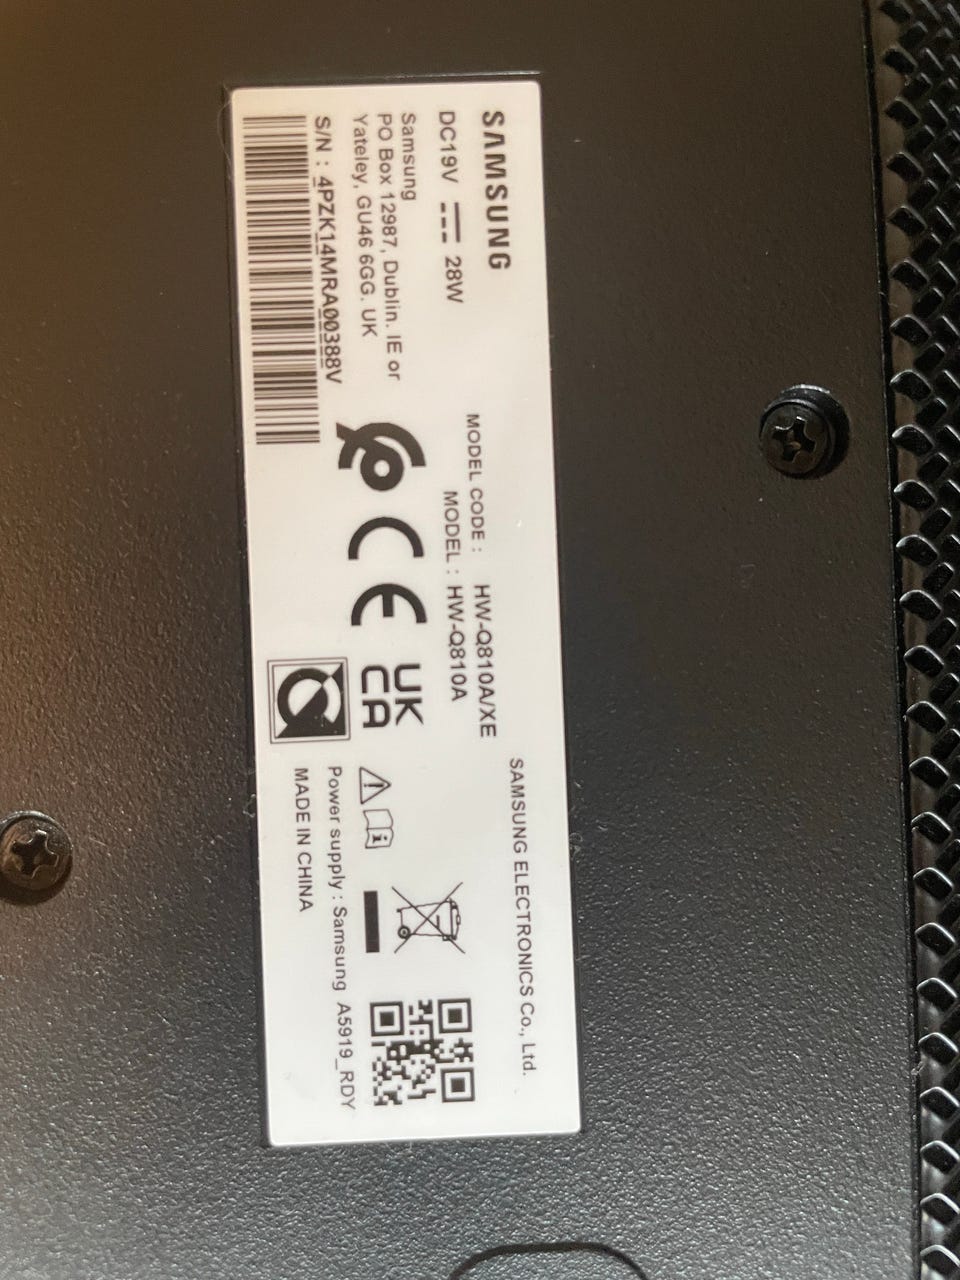 SAMSUNG
DC19V 28W
Samsung
PO Box 12987, Dublin. IE or
Yateley, GU46 6GG. UK
S/N : 4PZK14MRA00388V
MODEL CODE : HW-Q810A/XE
MODEL : HW-Q810A
CE
UK
CA
SAMSUNG ELECTRONICS Co., Ltd.
Power supply : Samsung A5919_RDY
MADE IN CHINA